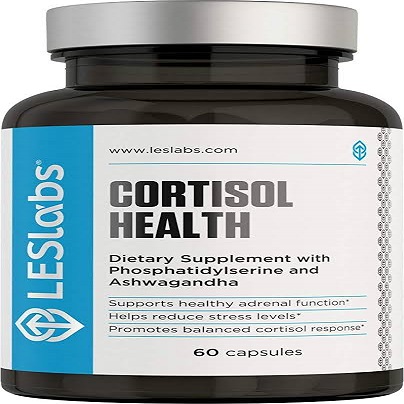 www.leslabs.com
LESlabs®
CORTISOL
HEALTH
Dietary Supplement with
Phosphatidylserine and
Ashwagandha
Supports healthy adrenal function*
Helps reduce stress levels*
Promotes balanced cortisol response*
60 capsules